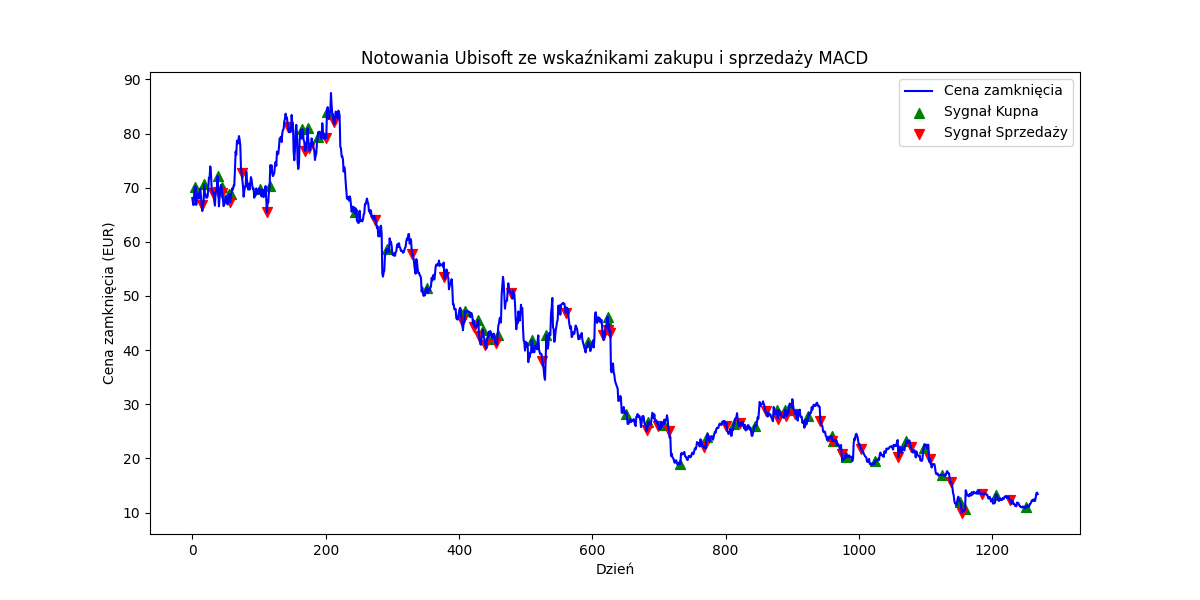 Notowania Ubisoft ze wskaźnikami zakupu i sprzedaży MACD
Cena zamknięcia
Sygnał Kupna
Sygnał Sprzedaży
Cena zamknięcia (EUR)
90
80
70
60
50
40
30
20
10
0
200
400
600
800
1000
1200
Dzień